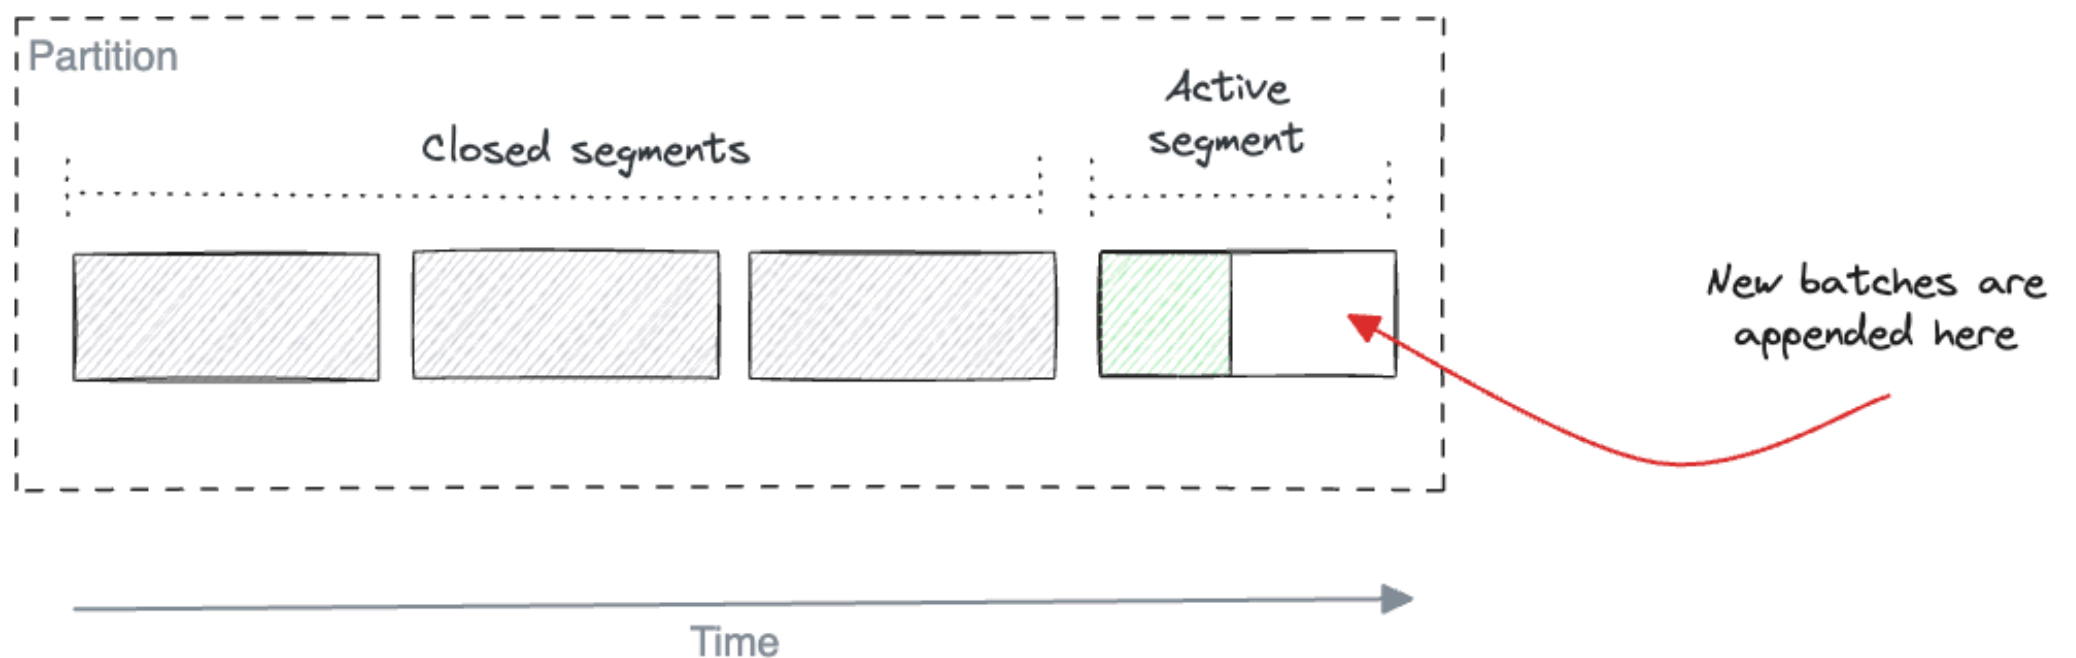 Partition
Active
segment
Closed segments
New batches are
appended here
Time